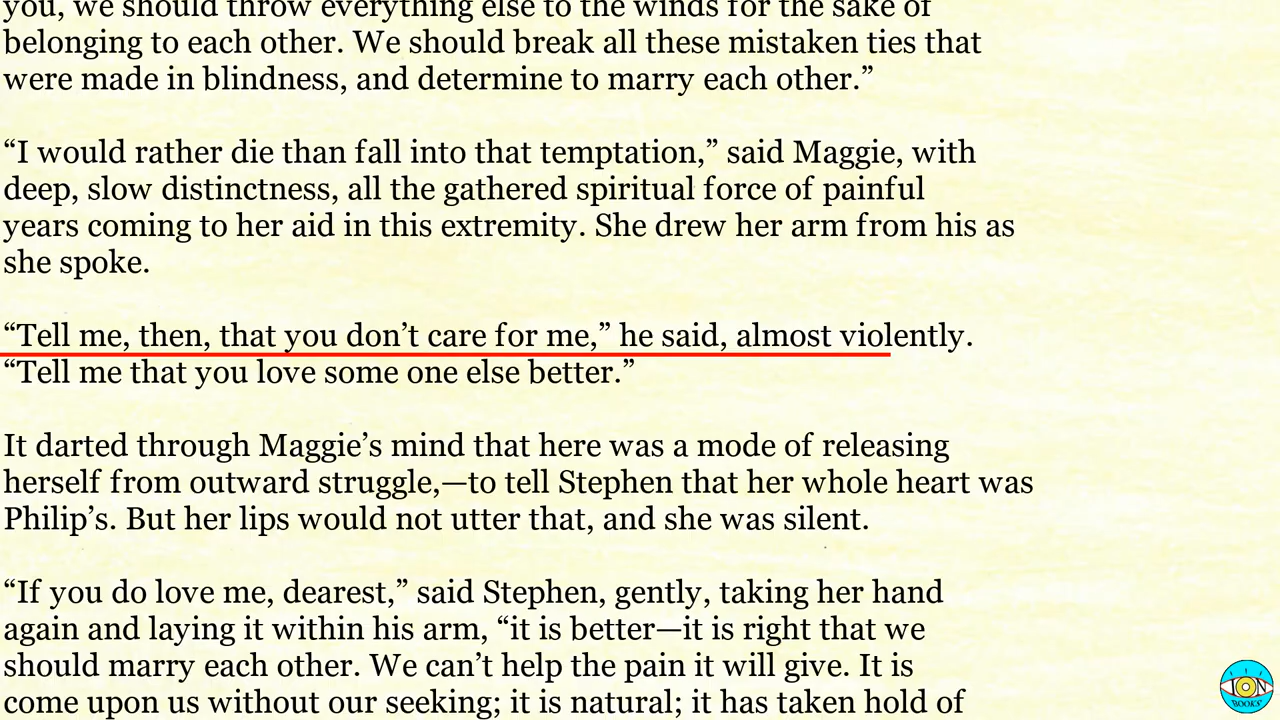 you, we should throw everything else to the winds for the sake of
belonging to each other. We should break all these mistaken ties that
were made in blindness, and determine to marry each other.”
“I would rather die than fall into that temptation,” said Maggie, with
deep, slow distinctness, all the gathered spiritual force of painful
years coming to her aid in this extremity. She drew her arm from his as
she spoke.
“Tell me, then, that you don’t care for me,” he said, almost violently.
“Tell me that you love some one else better.”
It darted through Maggie’s mind that here was a mode of releasing
herself from outward struggle,—to tell Stephen that her whole heart was
Philip’s. But her lips would not utter that, and she was silent.
“If you do love me, dearest,” said Stephen, gently, taking her hand
again and laying it within his arm, “it is better—it is right that we
should marry each other. We can’t help the pain it will give. It is
come upon us without our seeking; it is natural; it has taken hold of
ION
BOOKS